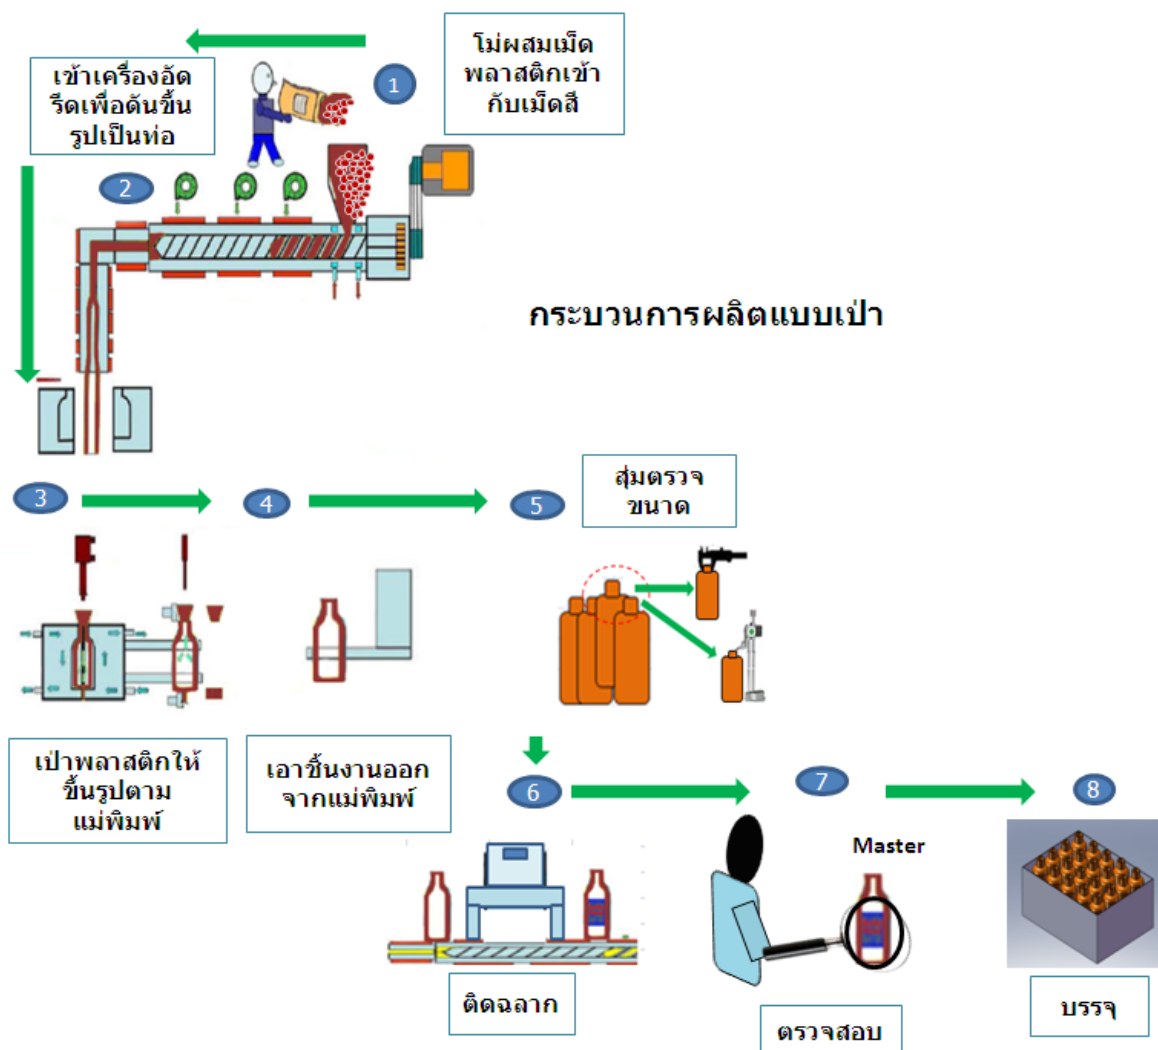 1
โม่ผสมเม็ด
พลาสติกเข้า
กับเม็ดสี
เข้าเครื่องอัด
รีดเพื่อดันขึ้น
รูปเป็นท่อ
2
กระบวนการผลิตแบบเป่า
3
4
5
สุ่มตรวจ
ขนาด
เป่าพลาสติกให้
ขึ้นรูปตาม
แม่พิมพ์
เอาชิ้นงานออก
จากแม่พิมพ์
6
7
8
Master
ติดฉลาก
ตรวจสอบ
บรรจุ